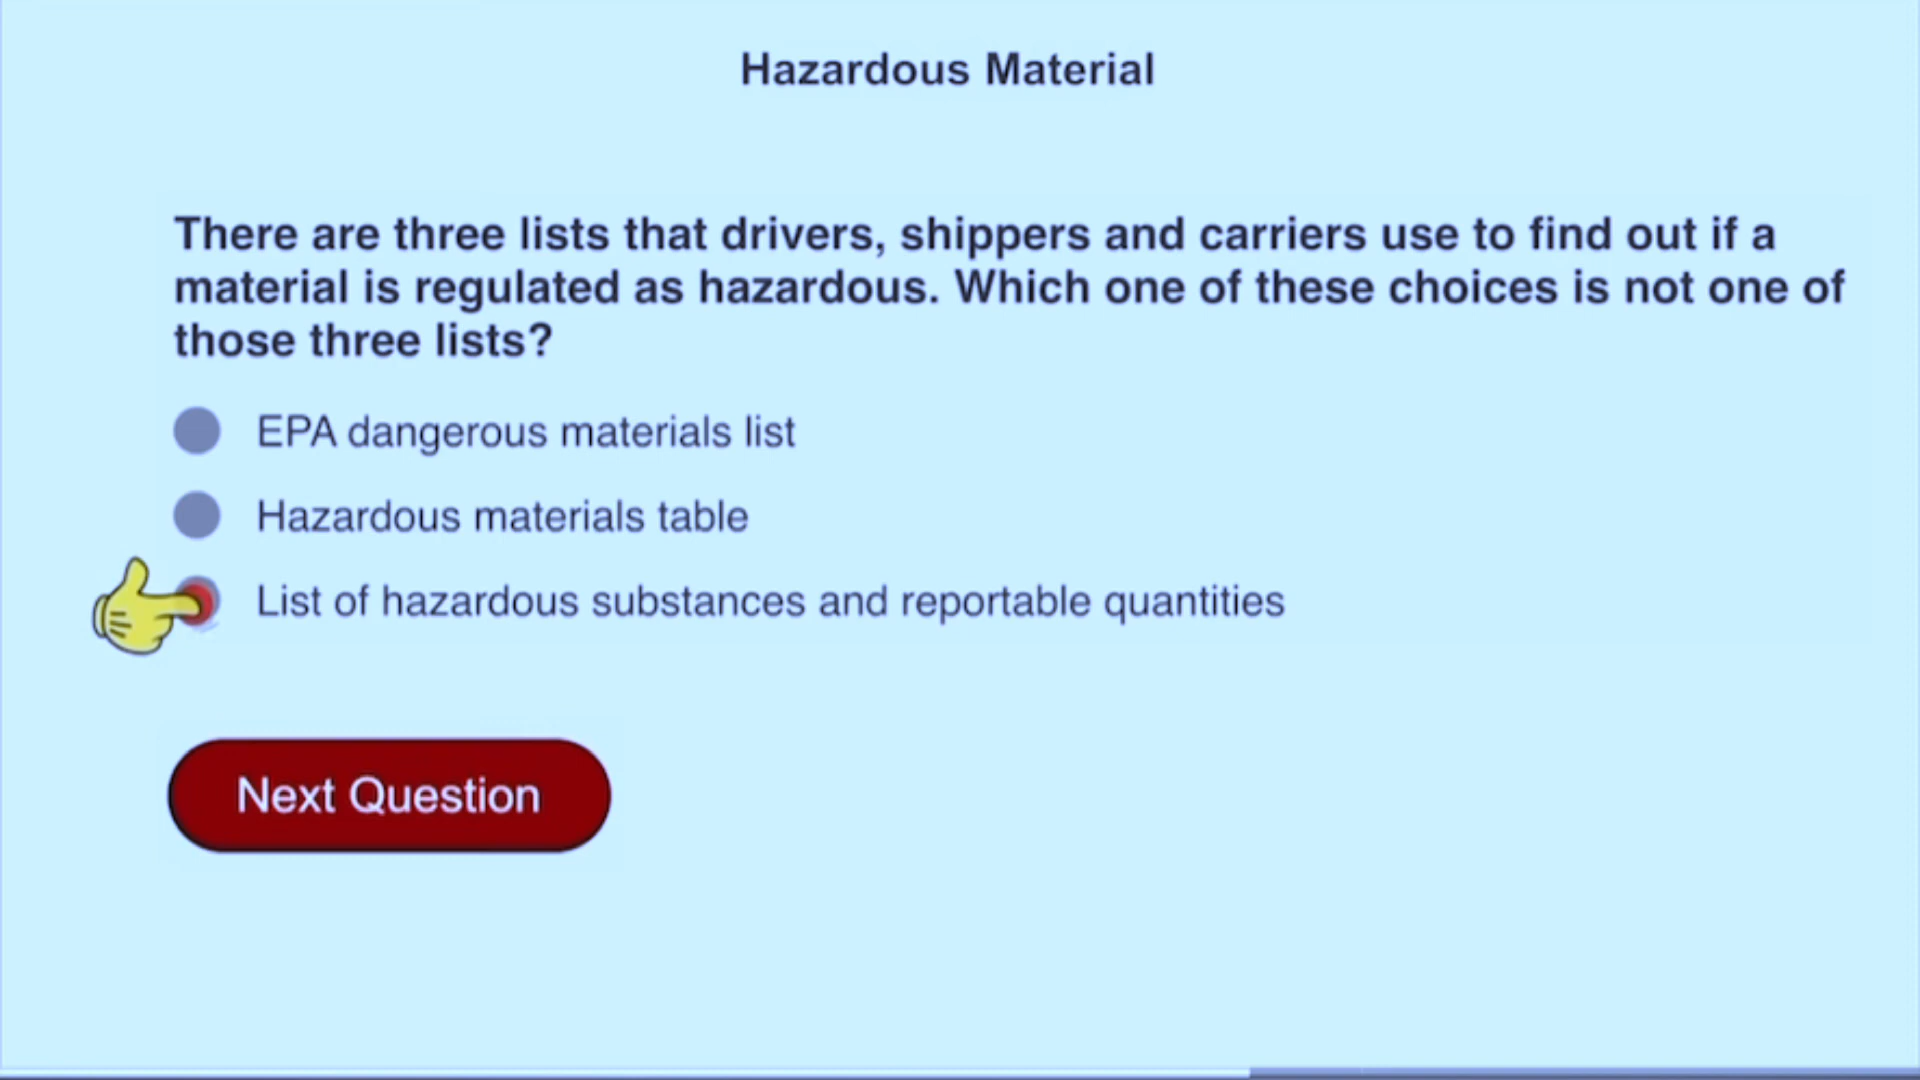 Hazardous Material
There are three lists that drivers, shippers and carriers use to find out if a
material is regulated as hazardous. Which one of these choices is not one of
those three lists?
EPA dangerous materials list
Hazardous materials table
List of hazardous substances and reportable quantities
Next Question